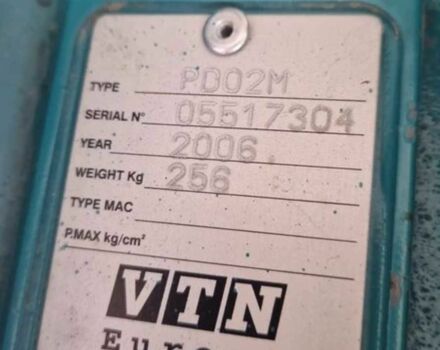 TYPE PD02M
SERIAL N° 05517304
YEAR 2006.
WEIGHT Kg 256
TYPE MAC
P.MAX kg/cm²
VTN